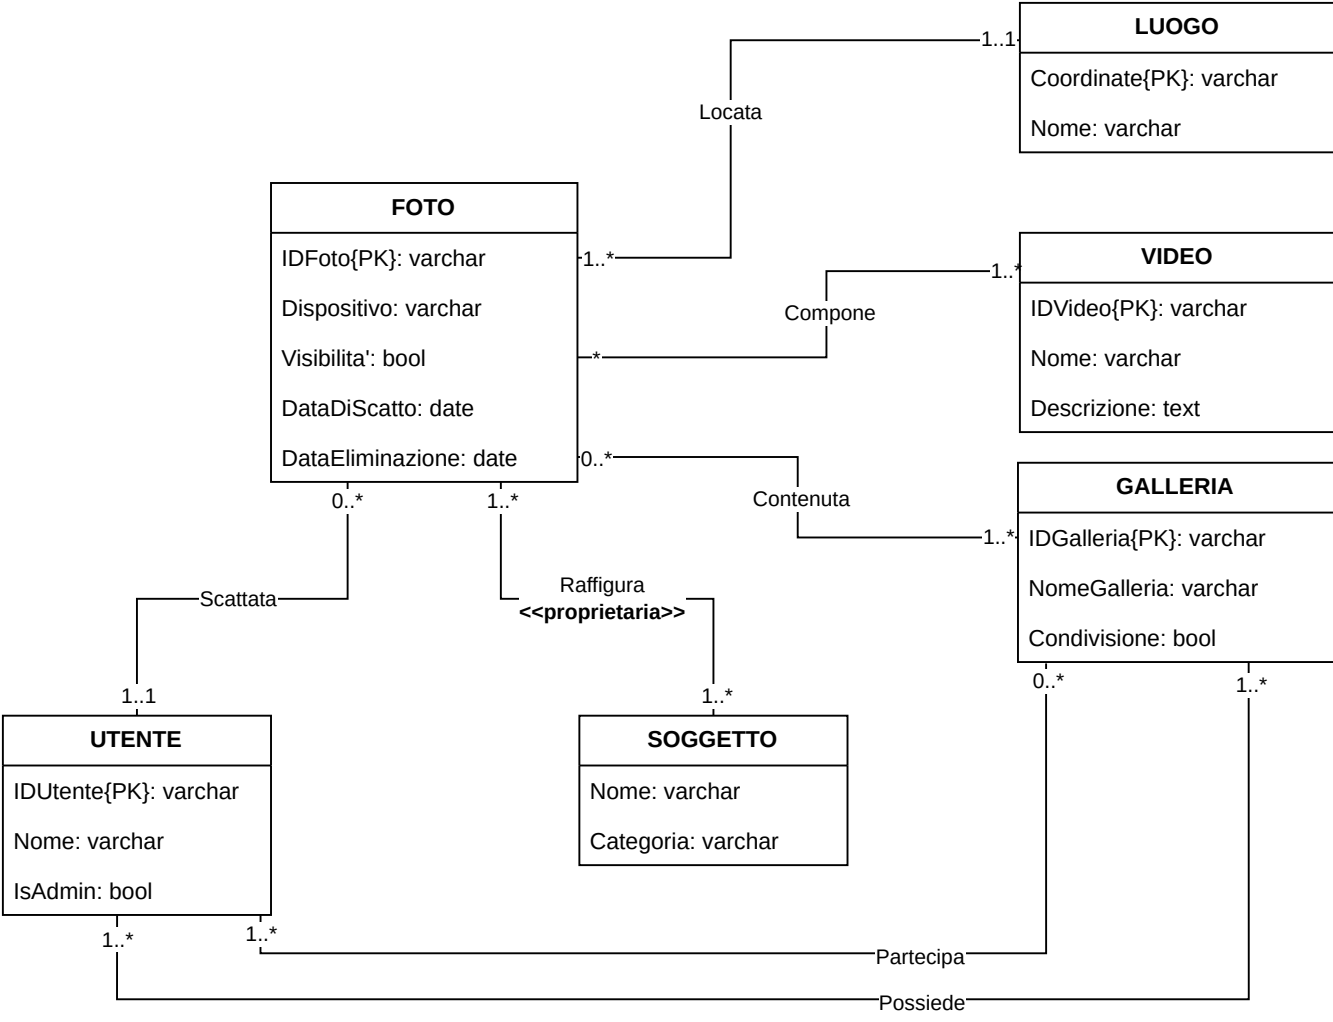 LUOGO
Coordinate{PK}: varchar
Nome: varchar
1..1
Locata
1..*
FOTO
IDFoto{PK}: varchar
Dispositivo: varchar
Visibilita': bool
DataDiScatto: date
DataEliminazione: date
VIDEO
IDVideo{PK}: varchar
Nome: varchar
Descrizione: text
1..*
Compone
*
0..*
Contenuta
1..*
GALLERIA
IDGalleria{PK}: varchar
NomeGalleria: varchar
Condivisione: bool
0..*
1..*
Scattata
Raffigura
<<proprietaria>>
1..1
1..*
0..*
1..*
UTENTE
IDUtente{PK}: varchar
Nome: varchar
IsAdmin: bool
SOGGETTO
Nome: varchar
Categoria: varchar
1..*
1..*
Partecipa
Possiede